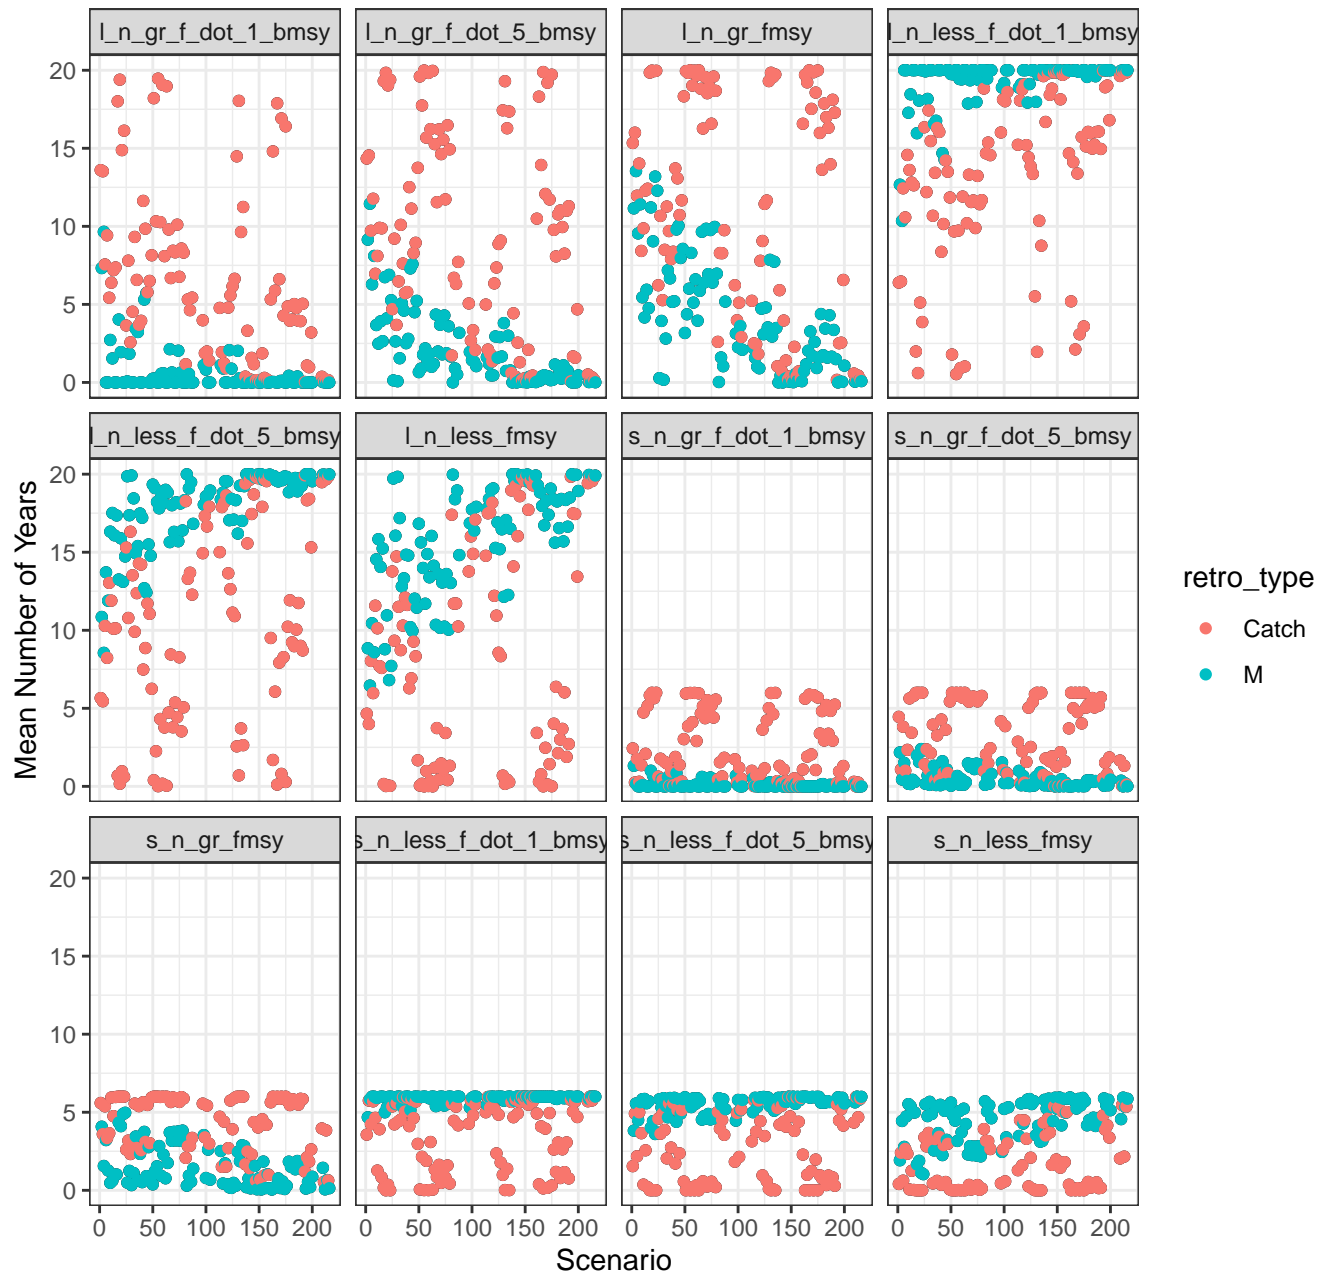 l_n_gr_f_dot_1_bmsy
l_n_gr_f_dot_5_bmsy
l_n_gr_fmsy
l_n_less_f_dot_1_bmsy
20
15
10
5
0
l_n_less_f_dot_5_bmsy
l_n_less_fmsy
s_n_gr_f_dot_1_bmsy
s_n_gr_f_dot_5_bmsy
20
15
10
5
0
Mean Number of Years
s_n_gr_fmsy
s_n_less_f_dot_1_bmsy
s_n_less_f_dot_5_bmsy
s_n_less_fmsy
20
15
10
5
0
0 50 100 150 200
0 50 100 150 200
0 50 100 150 200
0 50 100 150 200
Scenario
retro_type
Catch
M